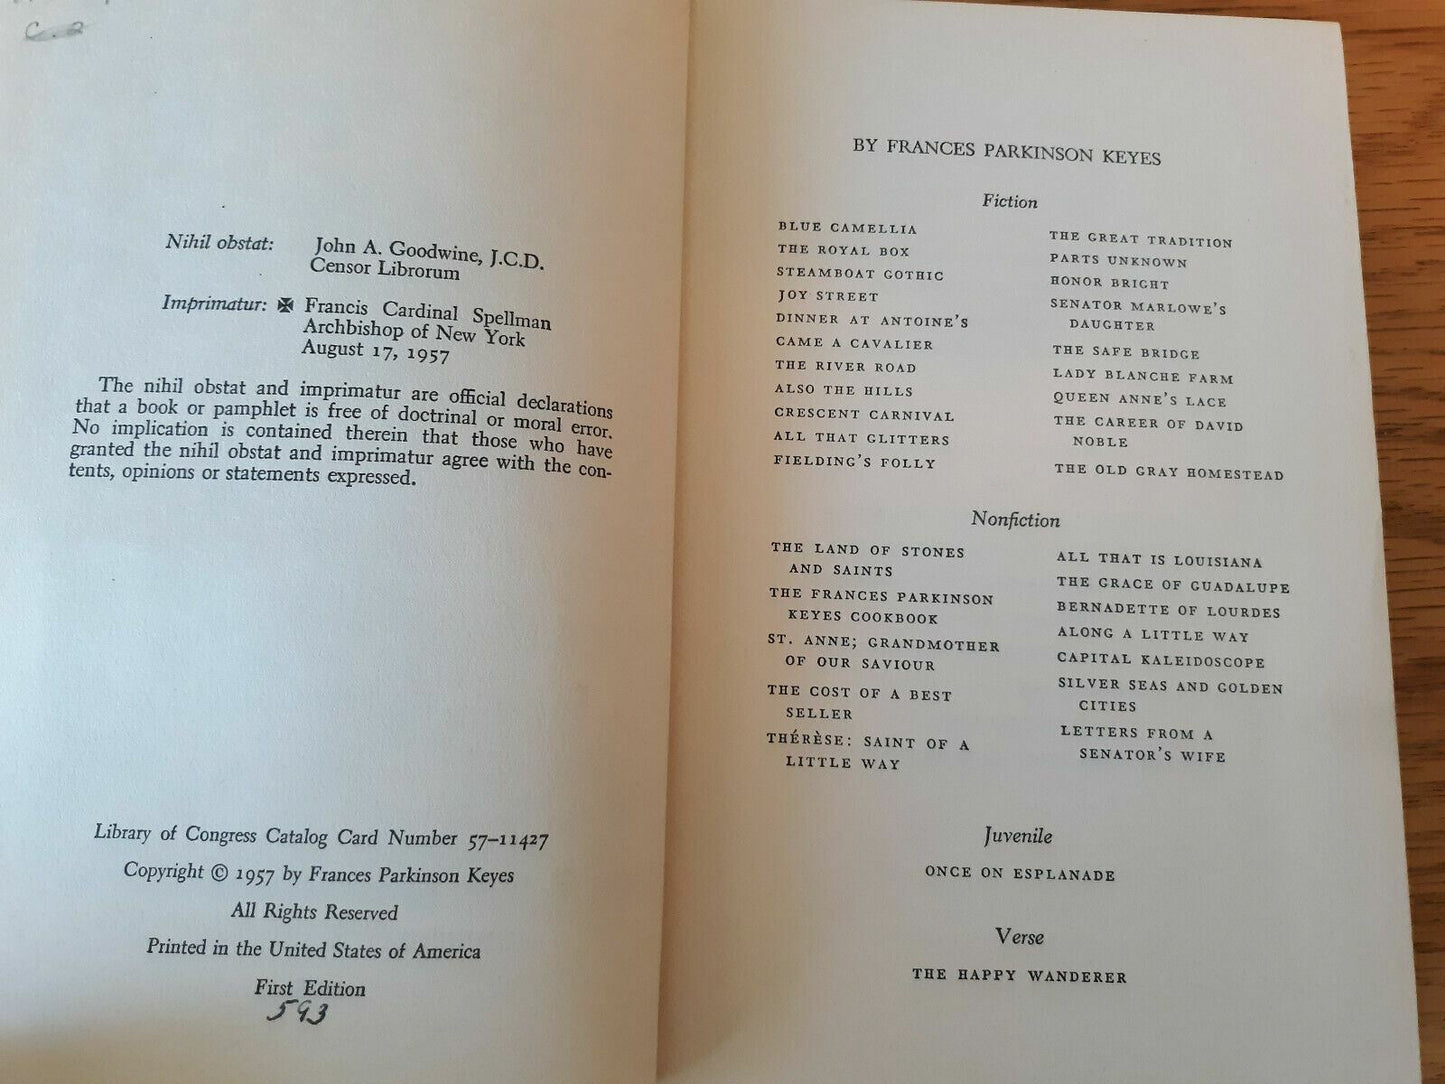 C. 2
Nihil obstat: John A. Goodwine, J.C.D.
Censor Librorum
Imprimatur: ✠ Francis Cardinal Spellman
Archbishop of New York
August 17, 1957
The nihil obstat and imprimatur are official declarations
that a book or pamphlet is free of doctrinal or moral error.
No implication is contained therein that those who have
granted the nihil obstat and imprimatur agree with the con-
tents, opinions or statements expressed.
Library of Congress Catalog Card Number 57–11427
Copyright © 1957 by Frances Parkinson Keyes
All Rights Reserved
Printed in the United States of America
First Edition
593
BY FRANCES PARKINSON KEYES
Fiction
BLUE CAMELLIA
THE ROYAL BOX
STEAMBOAT GOTHIC
JOY STREET
DINNER AT ANTOINE'S
CAME A CAVALIER
THE RIVER ROAD
ALSO THE HILLS
CRESCENT CARNIVAL
ALL THAT GLITTERS
FIELDING'S FOLLY
THE GREAT TRADITION
PARTS UNKNOWN
HONOR BRIGHT
SENATOR MARLOWE'S
DAUGHTER
THE SAFE BRIDGE
LADY BLANCHE FARM
QUEEN ANNE'S LACE
THE CAREER OF DAVID
NOBLE
THE OLD GRAY HOMESTEAD
Nonfiction
THE LAND OF STONES
AND SAINTS
THE FRANCES PARKINSON
KEYES COOKBOOK
ST. ANNE; GRANDMOTHER
OF OUR SAVIOUR
THE COST OF A BEST
SELLER
THÉRÈSE: SAINT OF A
LITTLE WAY
ALL THAT IS LOUISIANA
THE GRACE OF GUADALUPE
BERNADETTE OF LOURDES
ALONG A LITTLE WAY
CAPITAL KALEIDOSCOPE
SILVER SEAS AND GOLDEN
CITIES
LETTERS FROM A
SENATOR'S WIFE
Juvenile
ONCE ON ESPLANADE
Verse
THE HAPPY WANDERER